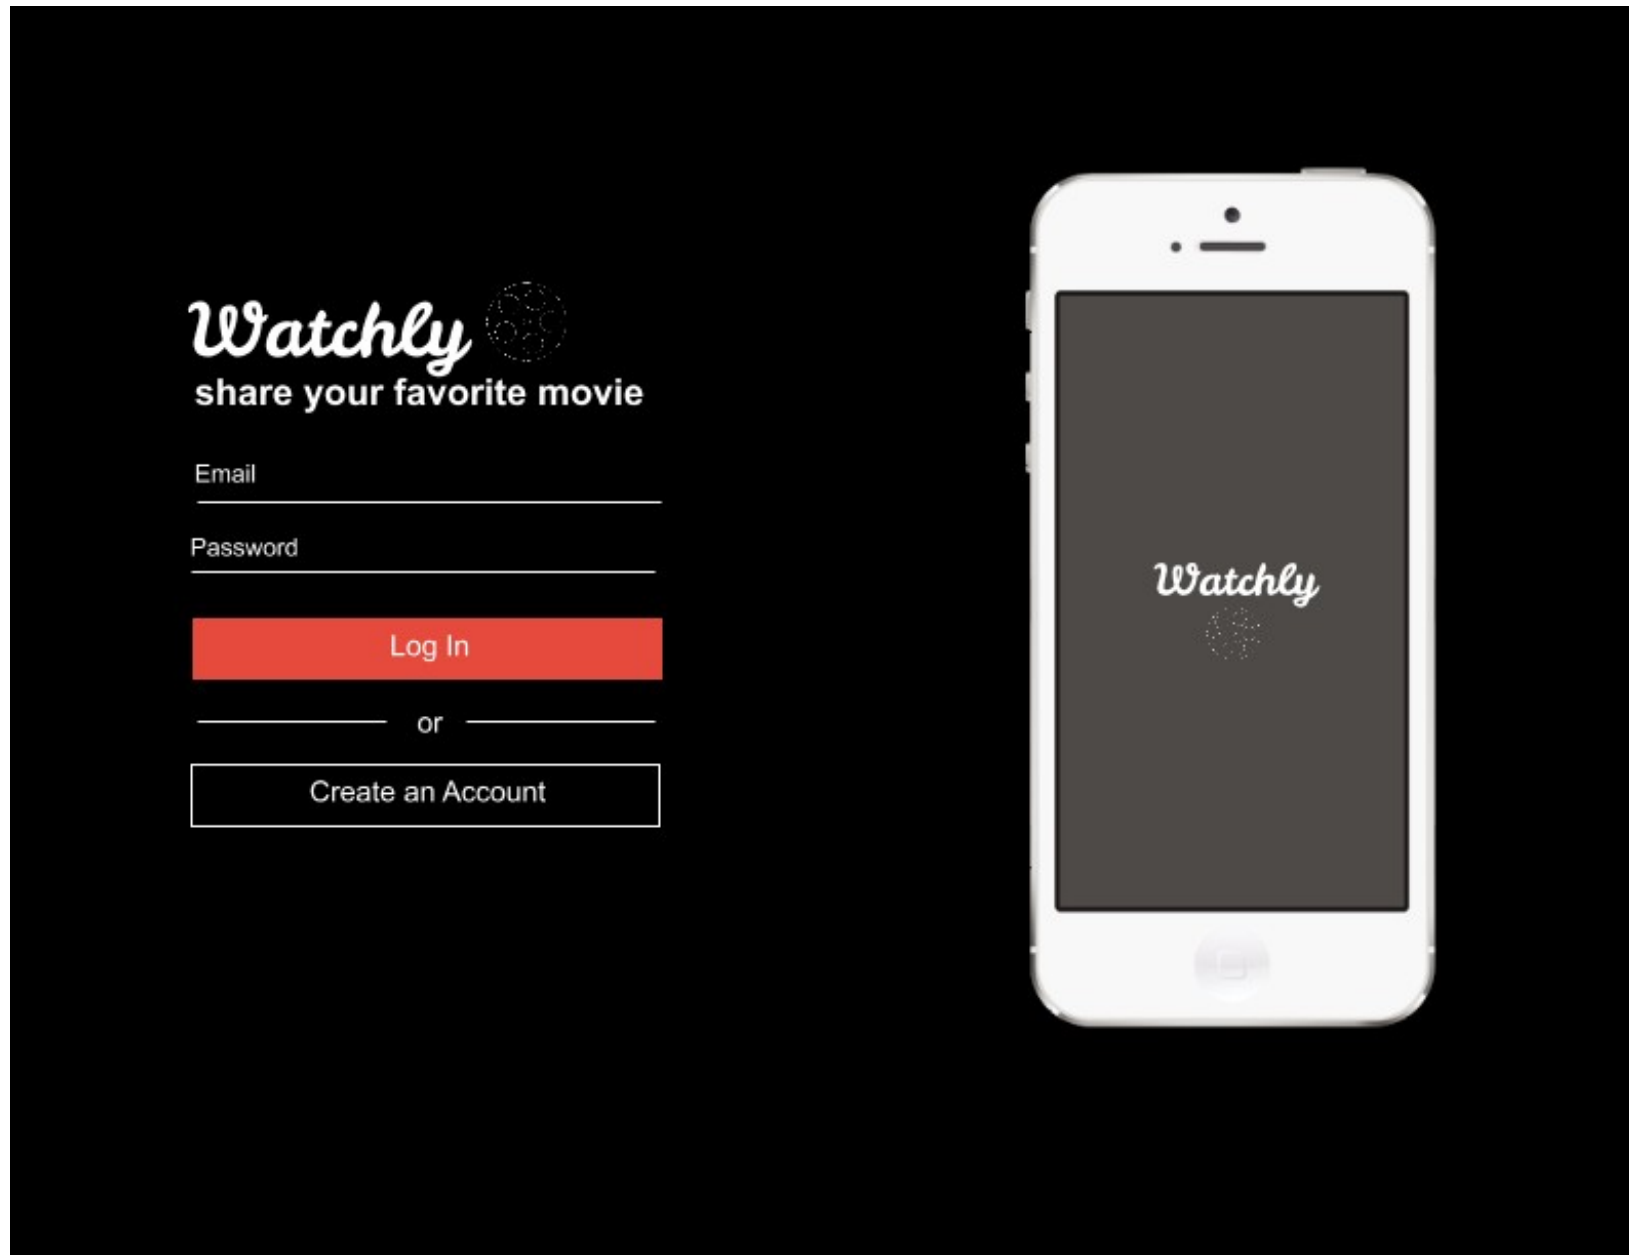 Watchly
share your favorite movie
Email
Password
Log In
or
Create an Account
Watchly